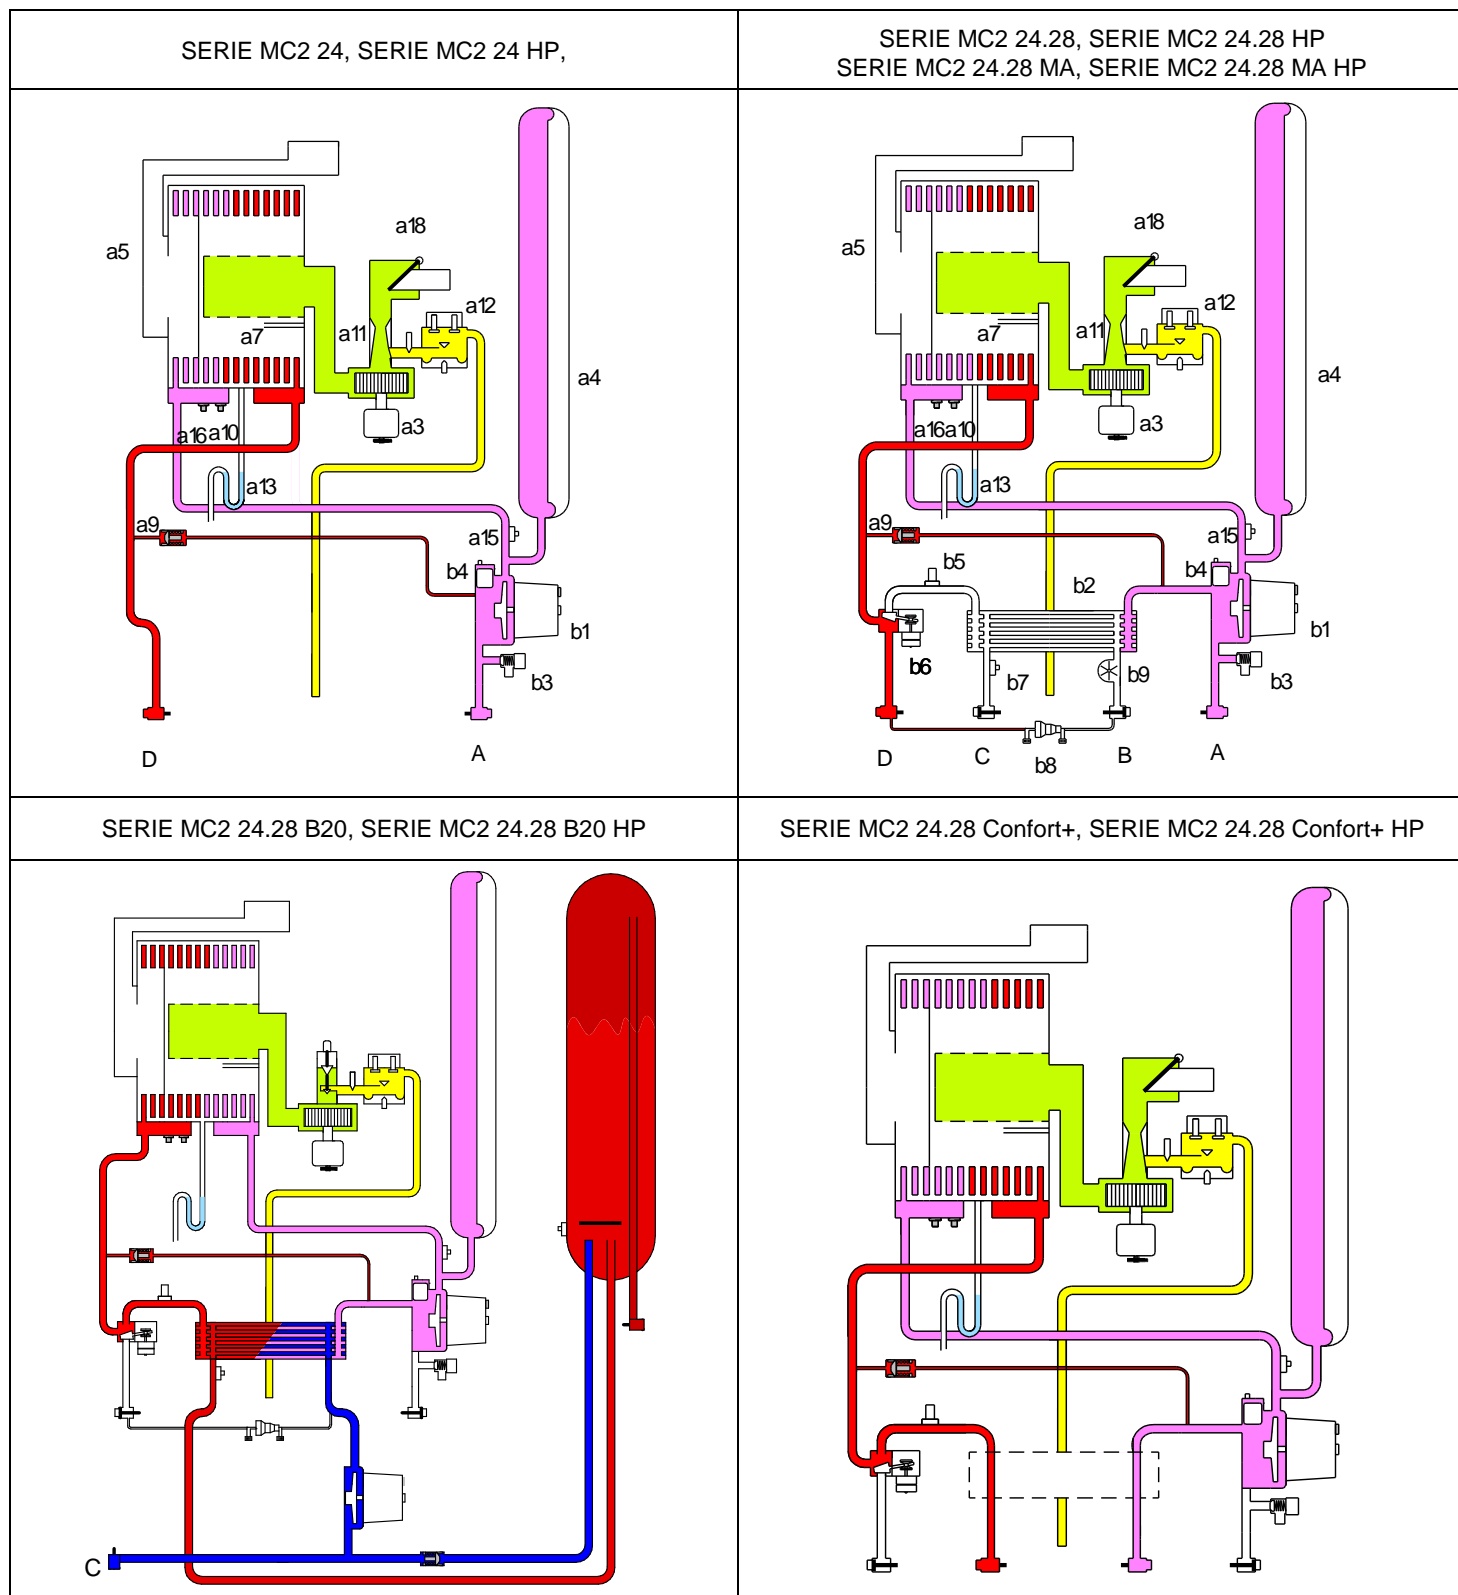 SERIE MC2 24, SERIE MC2 24 HP,
SERIE MC2 24.28, SERIE MC2 24.28 HP
SERIE MC2 24.28 MA, SERIE MC2 24.28 MA HP
a18
a5
a12
a11
a7
a4
a3
a16
a10
a13
a9
a15
b4
b1
b3
D
A
a18
a5
a12
a11
a7
a4
a3
a16
a10
a13
a9
a15
b5
b2
b4
b1
b6
b7
b9
b3
D
C
B
A
b8
SERIE MC2 24.28 B20, SERIE MC2 24.28 B20 HP
SERIE MC2 24.28 Confort+, SERIE MC2 24.28 Confort+ HP
C